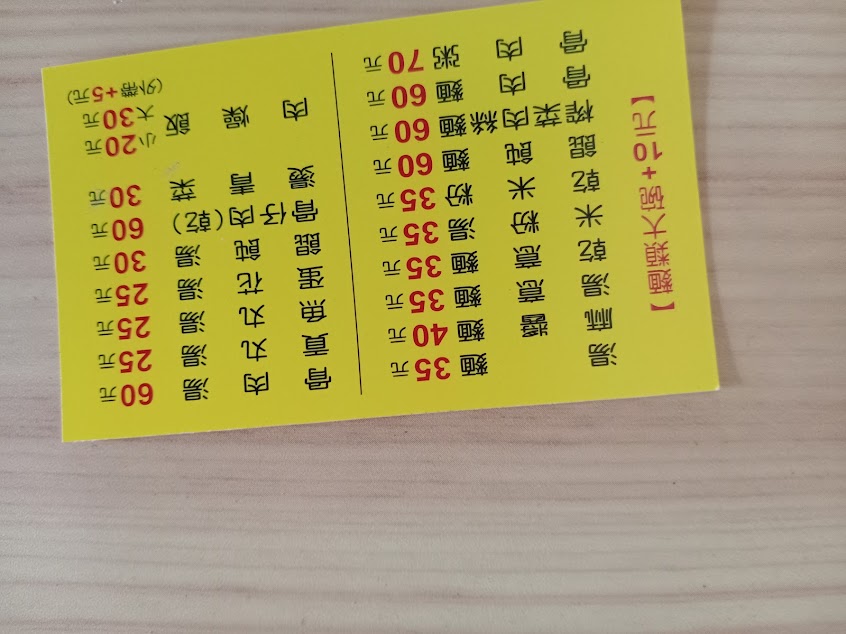 【麵類大碗+10元】
湯麵35元
麻醬麵40元
湯意麵35元
乾意麵35元
米粉湯35元
乾米粉35元
餛飩麵60元
榨菜肉絲麵60元
骨肉麵60元
骨肉粥70元
骨肉湯60元
貢丸湯25元
魚丸湯25元
蛋花湯25元
餛飩湯30元
骨仔肉(乾)60元
燙青菜30元
肉燥飯 小20元
大30元
(外帶+5元)